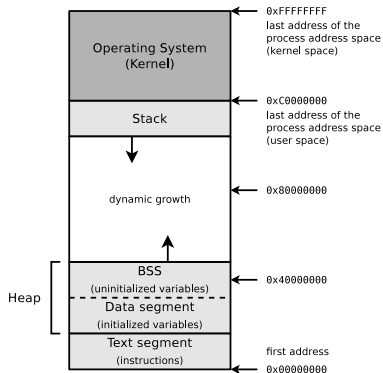 0xFFFFFFFF
last address of the
process address space
(kernel space)
Operating System
(Kernel)
0xC0000000
last address of the
process address space
(user space)
Stack
dynamic growth
0x80000000
BSS
(uninitialized variables)
0x40000000
Heap
Data segment
(initialized variables)
Text segment
(instructions)
first address
0x00000000